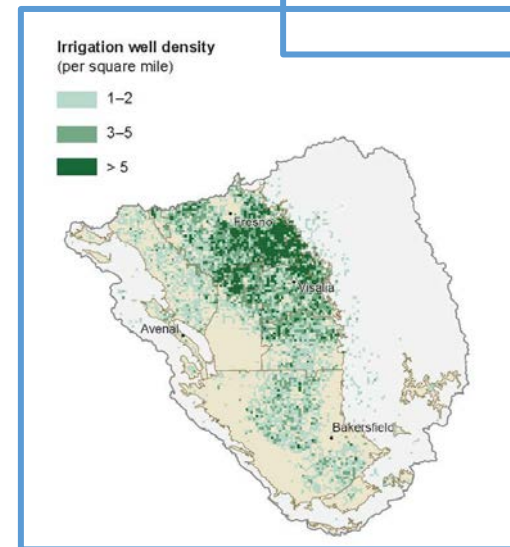 Irrigation well density
(per square mile)
1–2
3–5
> 5
Fresno
Visalia
Avenal
Bakersfield